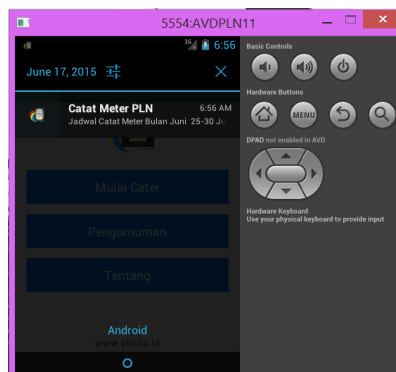 5554:AVDPLN11
3G 6:56
June 17, 2015
Catat Meter PLN 6:56 AM
Jadwal Catat Meter Bulan Juni 25-30 Ju
Mulai Cater
Pengumuman
Tentang
Android
www.pln.co.id
Basic Controls
Hardware Buttons
MENU
DPAD not enabled in AVD
Hardware Keyboard
Use your physical keyboard to provide input